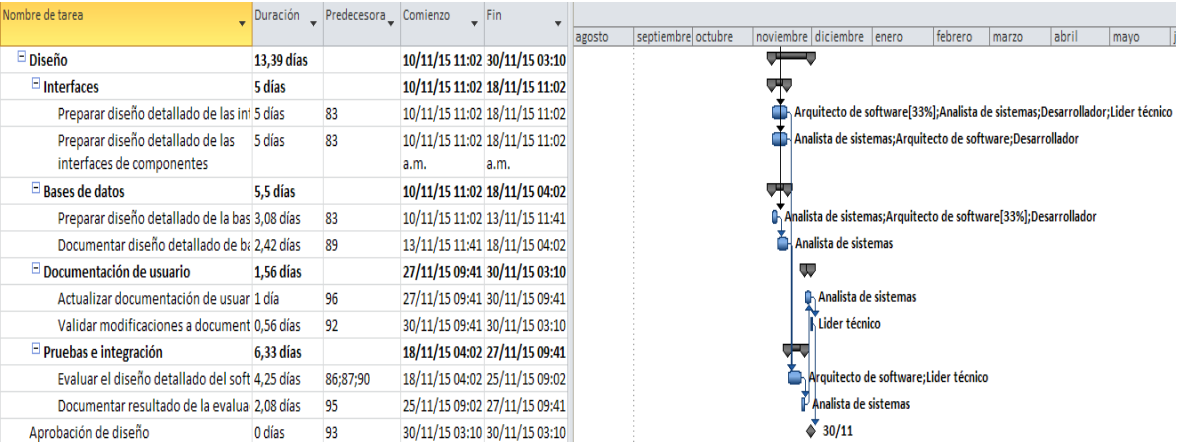 Nombre de tarea Duración Predecesora Comienzo Fin
agosto septiembre octubre noviembre diciembre enero febrero marzo abril mayo
Diseño 13,39 días 10/11/15 11:02 30/11/15 03:10
Interfaces 5 días 10/11/15 11:02 18/11/15 11:02
Preparar diseño detallado de las int 5 días 83 10/11/15 11:02 18/11/15 11:02 Arquitecto de software[33%];Analista de sistemas;Desarrollador;Lider técnico
Preparar diseño detallado de las 5 días 83 10/11/15 11:02 18/11/15 11:02 Analista de sistemas;Arquitecto de software;Desarrollador
interfaces de componentes a.m. a.m.
Bases de datos 5,5 días 10/11/15 11:02 18/11/15 04:02
Preparar diseño detallado de la bas 3,08 días 83 10/11/15 11:02 13/11/15 11:41 Analista de sistemas;Arquitecto de software[33%];Desarrollador
Documentar diseño detallado de ba 2,42 días 89 13/11/15 11:41 18/11/15 04:02 Analista de sistemas
Documentación de usuario 1,56 días 27/11/15 09:41 30/11/15 03:10
Actualizar documentación de usuar 1 día 96 27/11/15 09:41 30/11/15 09:41 Analista de sistemas
Validar modificaciones a document 0,56 días 92 30/11/15 09:41 30/11/15 03:10 Lider técnico
Pruebas e integración 6,33 días 18/11/15 04:02 27/11/15 09:41
Evaluar el diseño detallado del soft 4,25 días 86;87;90 18/11/15 04:02 25/11/15 09:02 Arquitecto de software;Lider técnico
Documentar resultado de la evalua 2,08 días 95 25/11/15 09:02 27/11/15 09:41 Analista de sistemas
Aprobación de diseño 0 días 93 30/11/15 03:10 30/11/15 03:10 30/11